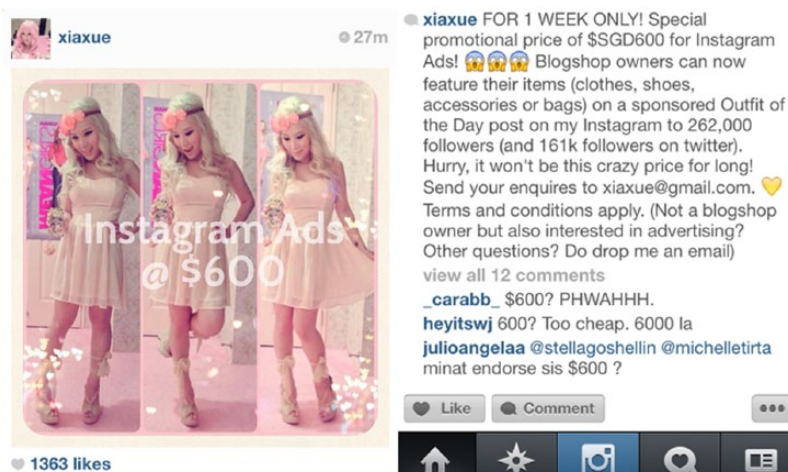 xiaxue
27m
Instagram Ads
@ $600
1363 likes
xiaxue FOR 1 WEEK ONLY! Special
promotional price of $SGD600 for Instagram
Ads! 😱😱😱 Blogshop owners can now
feature their items (clothes, shoes,
accessories or bags) on a sponsored Outfit of
the Day post on my Instagram to 262,000
followers (and 161k followers on twitter).
Hurry, it won't be this crazy price for long!
Send your enquires to xiaxue@gmail.com. 💛
Terms and conditions apply. (Not a blogshop
owner but also interested in advertising?
Other questions? Do drop me an email)
view all 12 comments
_carabb_ $600? PHWAHHH.
heyitswj 600? Too cheap. 6000 la
julioangelaa @stellagoshellin @michelletirta
minat endorse sis $600 ?
Like
Comment